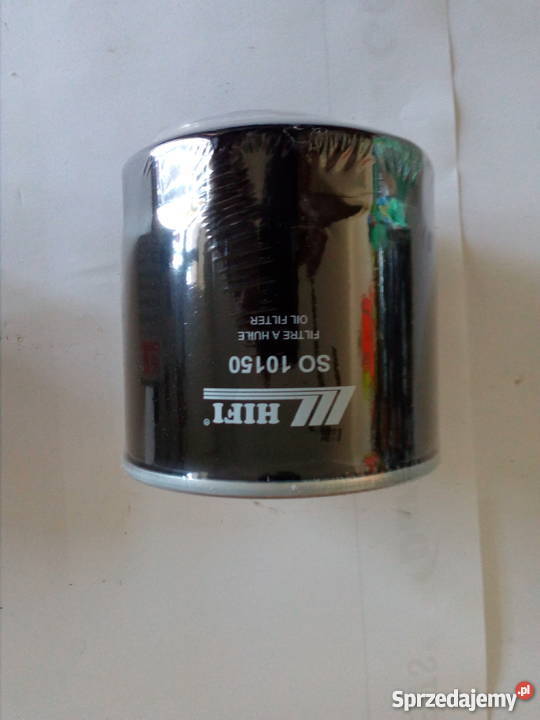 HIFI®
SO 10150
FILTRE A HUILE
OIL FILTER
Sprzedajemy.pl